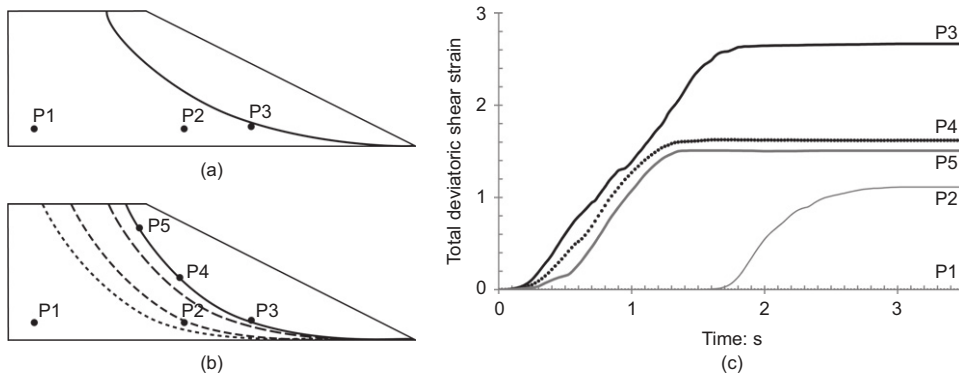 P1
P2
P3
(a)
P5
P4
P1
P2
P3
(b)
Total deviatoric shear strain
3
2
1
0
0
1
2
3
P3
P4
P5
P2
P1
Time: s
(c)